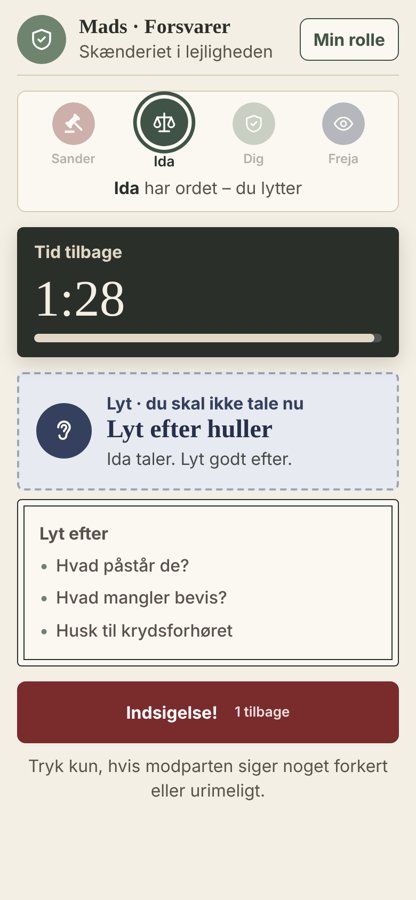 Mads · Forsvarer
Skænderiet i lejligheden
Min rolle
Sander
Ida
Dig
Freja
Ida har ordet – du lytter
Tid tilbage
1:28
Lyt · du skal ikke tale nu
Lyt efter huller
Ida taler. Lyt godt efter.
Lyt efter
• Hvad påstår de?
• Hvad mangler bevis?
• Husk til krydsforhøret
Indsigelse! 1 tilbage
Tryk kun, hvis modparten siger noget forkert
eller urimeligt.